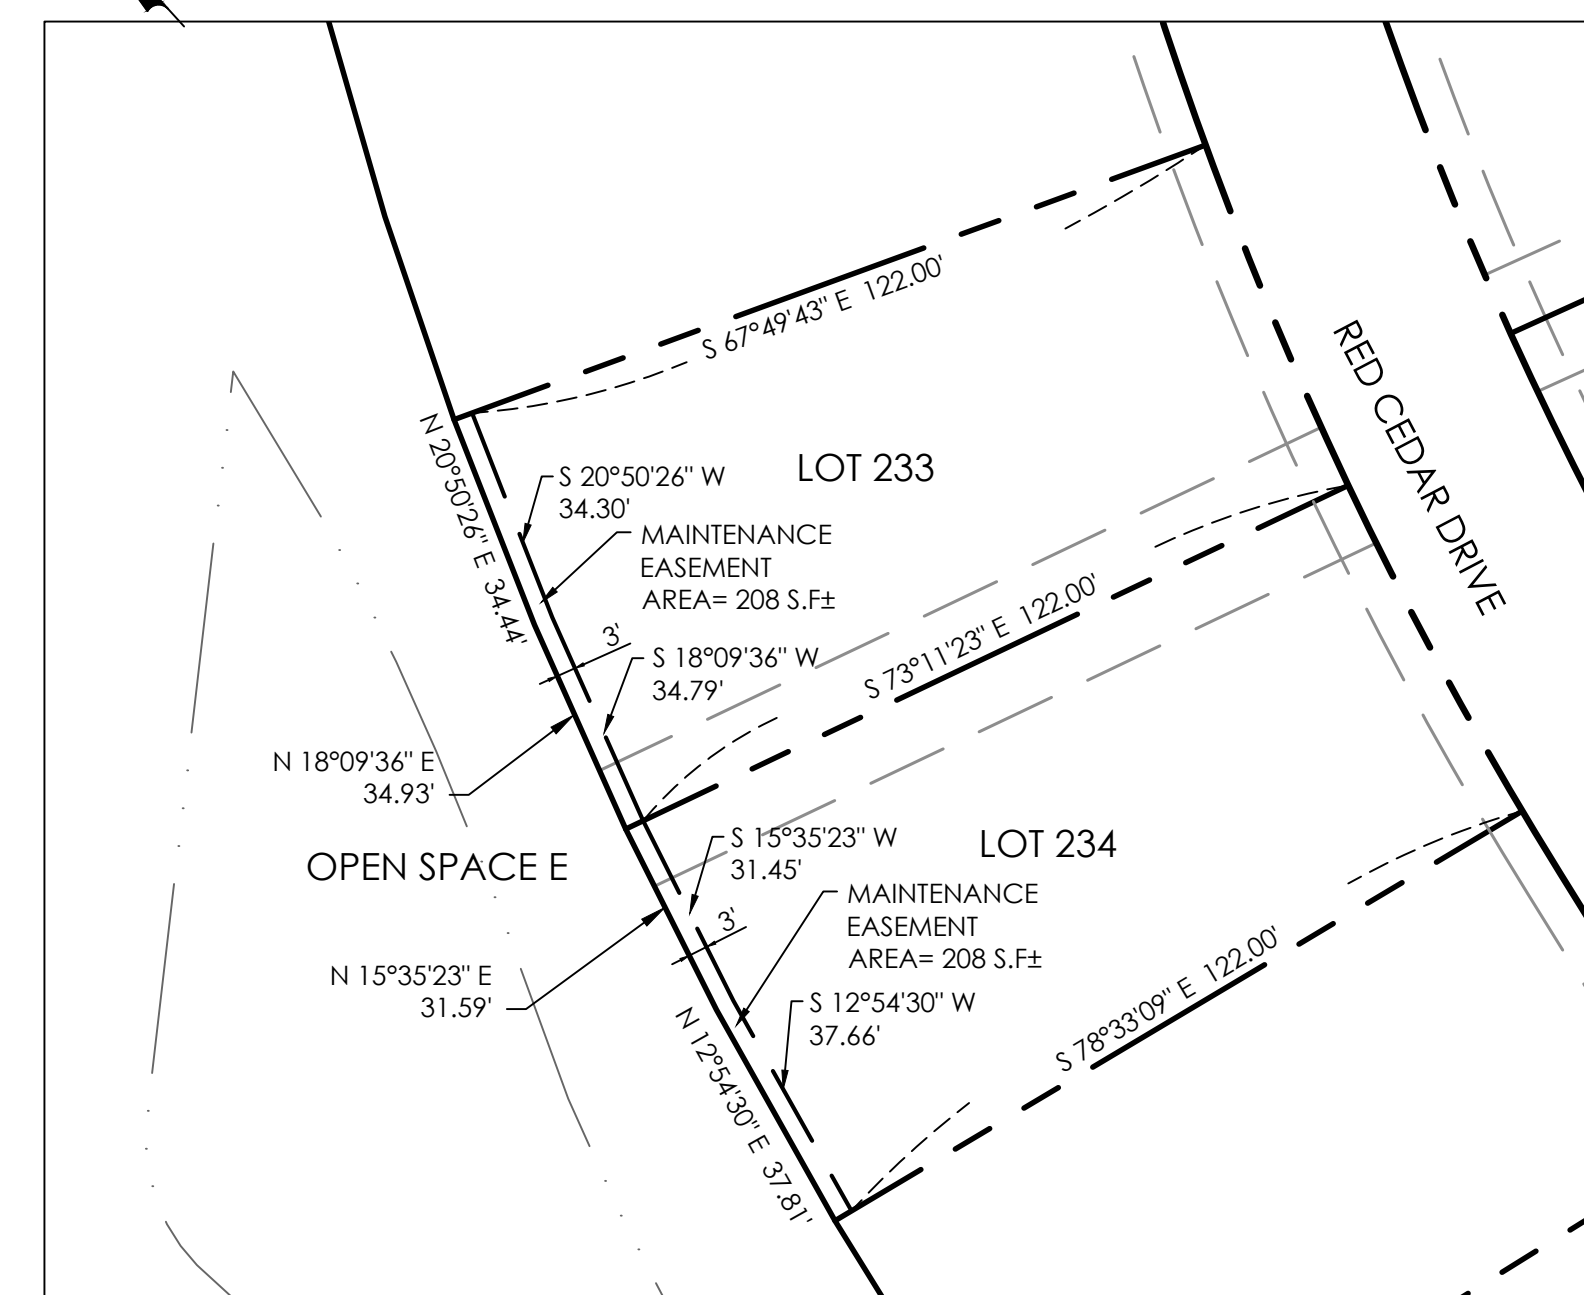 S 67°49'43" E 122.00'
RED CEDAR DRIVE
N 20°50'26" E 34.44'
LOT 233
S 20°50'26" W
34.30'
MAINTENANCE
EASEMENT
AREA= 208 S.F±
3'
S 18°09'36" W
34.79'
S 73°11'23" E 122.00'
N 18°09'36" E
34.93'
OPEN SPACE E
S 15°35'23" W
31.45'
LOT 234
MAINTENANCE
EASEMENT
AREA= 208 S.F±
3'
N 15°35'23" E
31.59'
S 12°54'30" W
37.66'
S 78°33'09" E 122.00'
N 12°54'30" E 37.81'